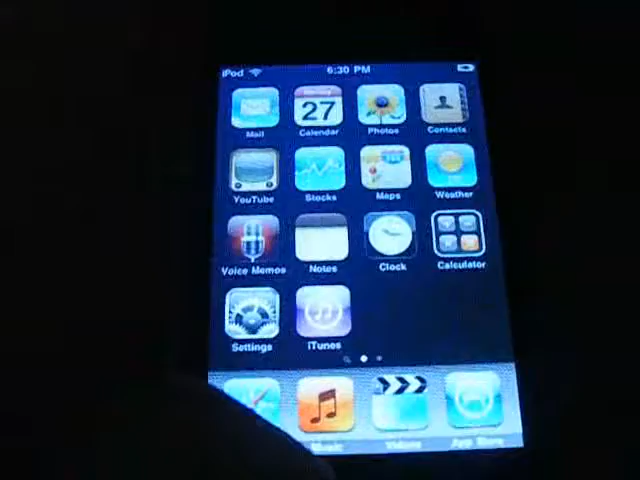 iPod 6:30 PM
27
Mail Calendar Photos Contacts
YouTube Stocks Maps Weather
Voice Memos Notes Clock Calculator
Settings iTunes
Music Videos App Store